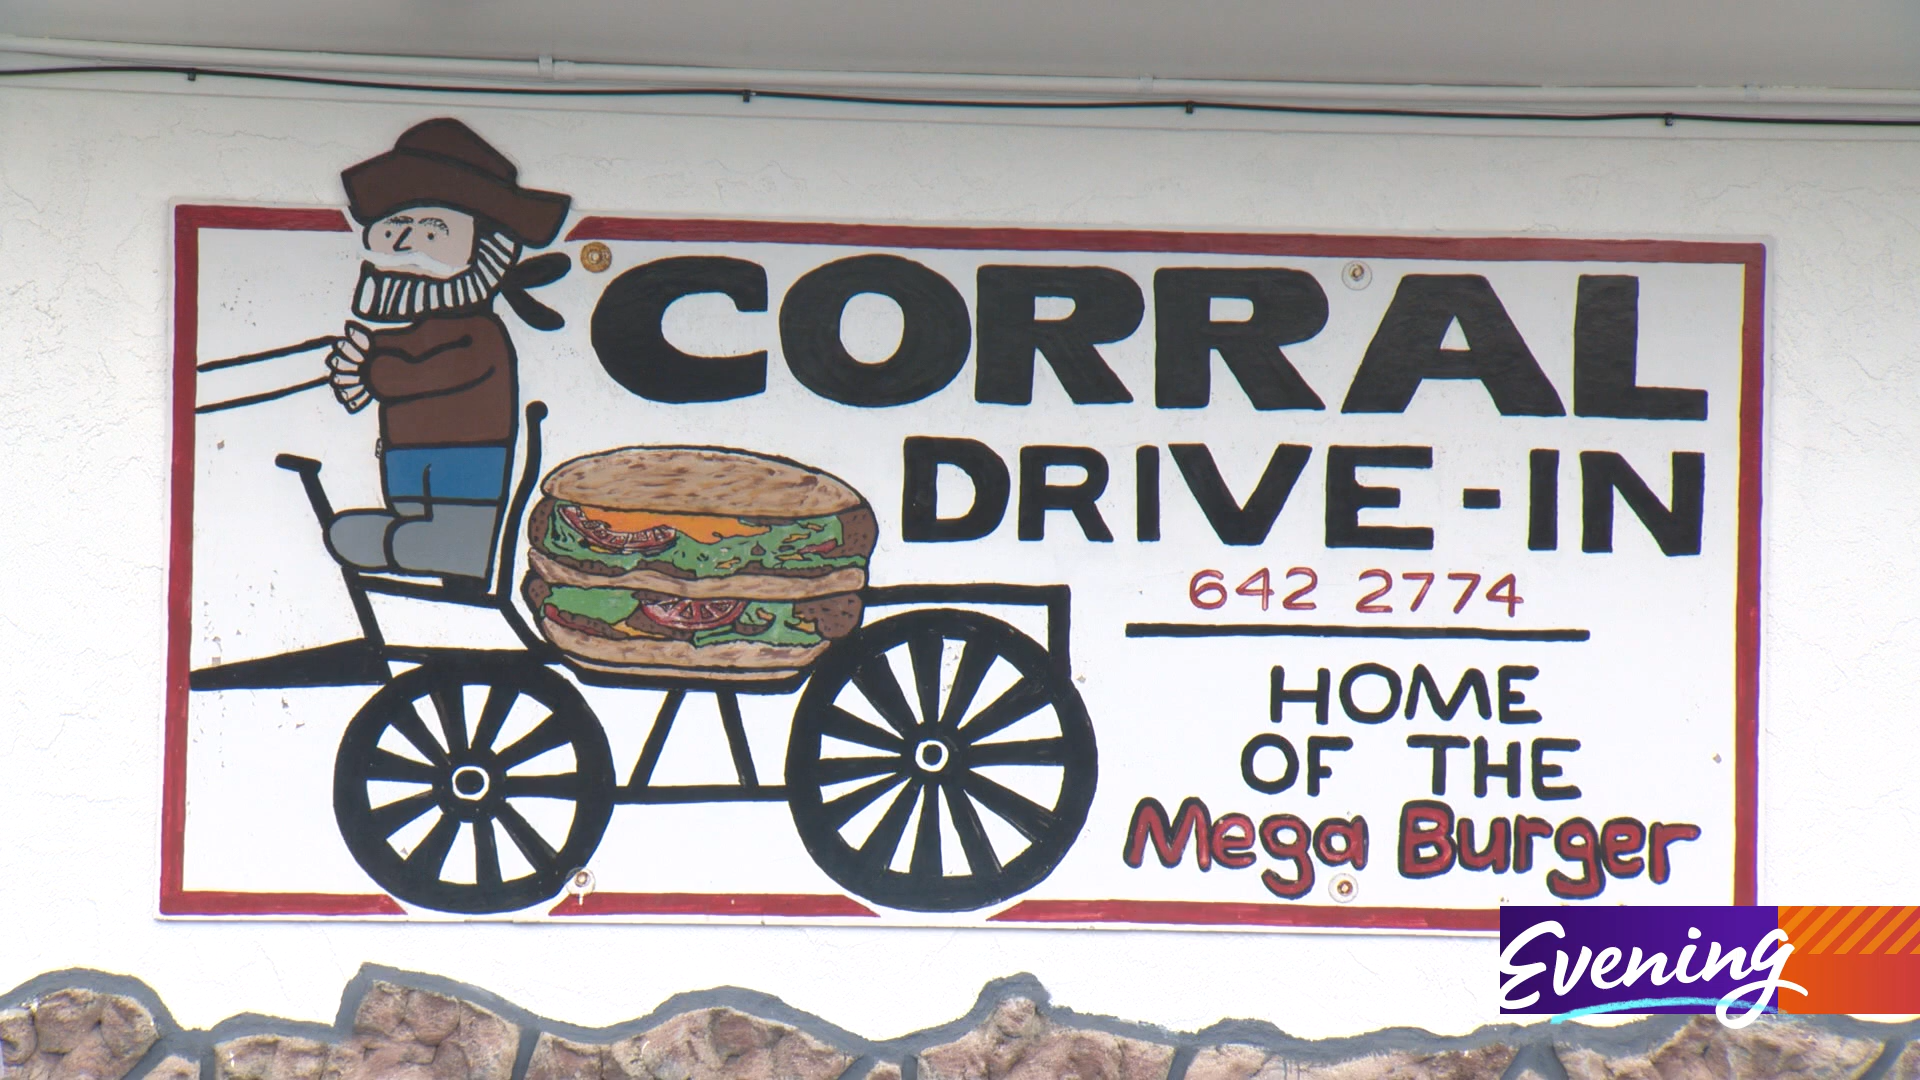 CORRAL
DRIVE-IN
642 2774
HOME
OF THE
Mega Burger
Evening